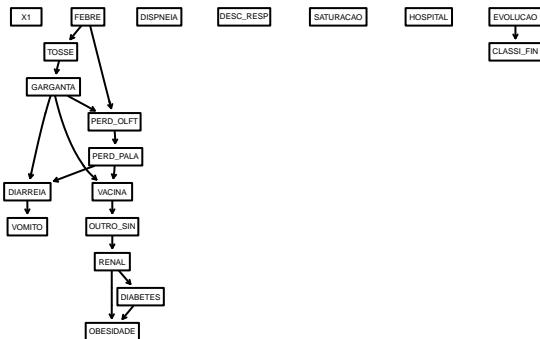 X1 FEBRE DISPNEIA DESC_RESP SATURACAO HOSPITAL EVOLUCAO
TOSSE CLASSI_FIN
GARGANTA
PERD_OLFT
PERD_PALA
DIARREIA VACINA
VOMITO OUTRO_SIN
RENAL
DIABETES
OBESIDADE